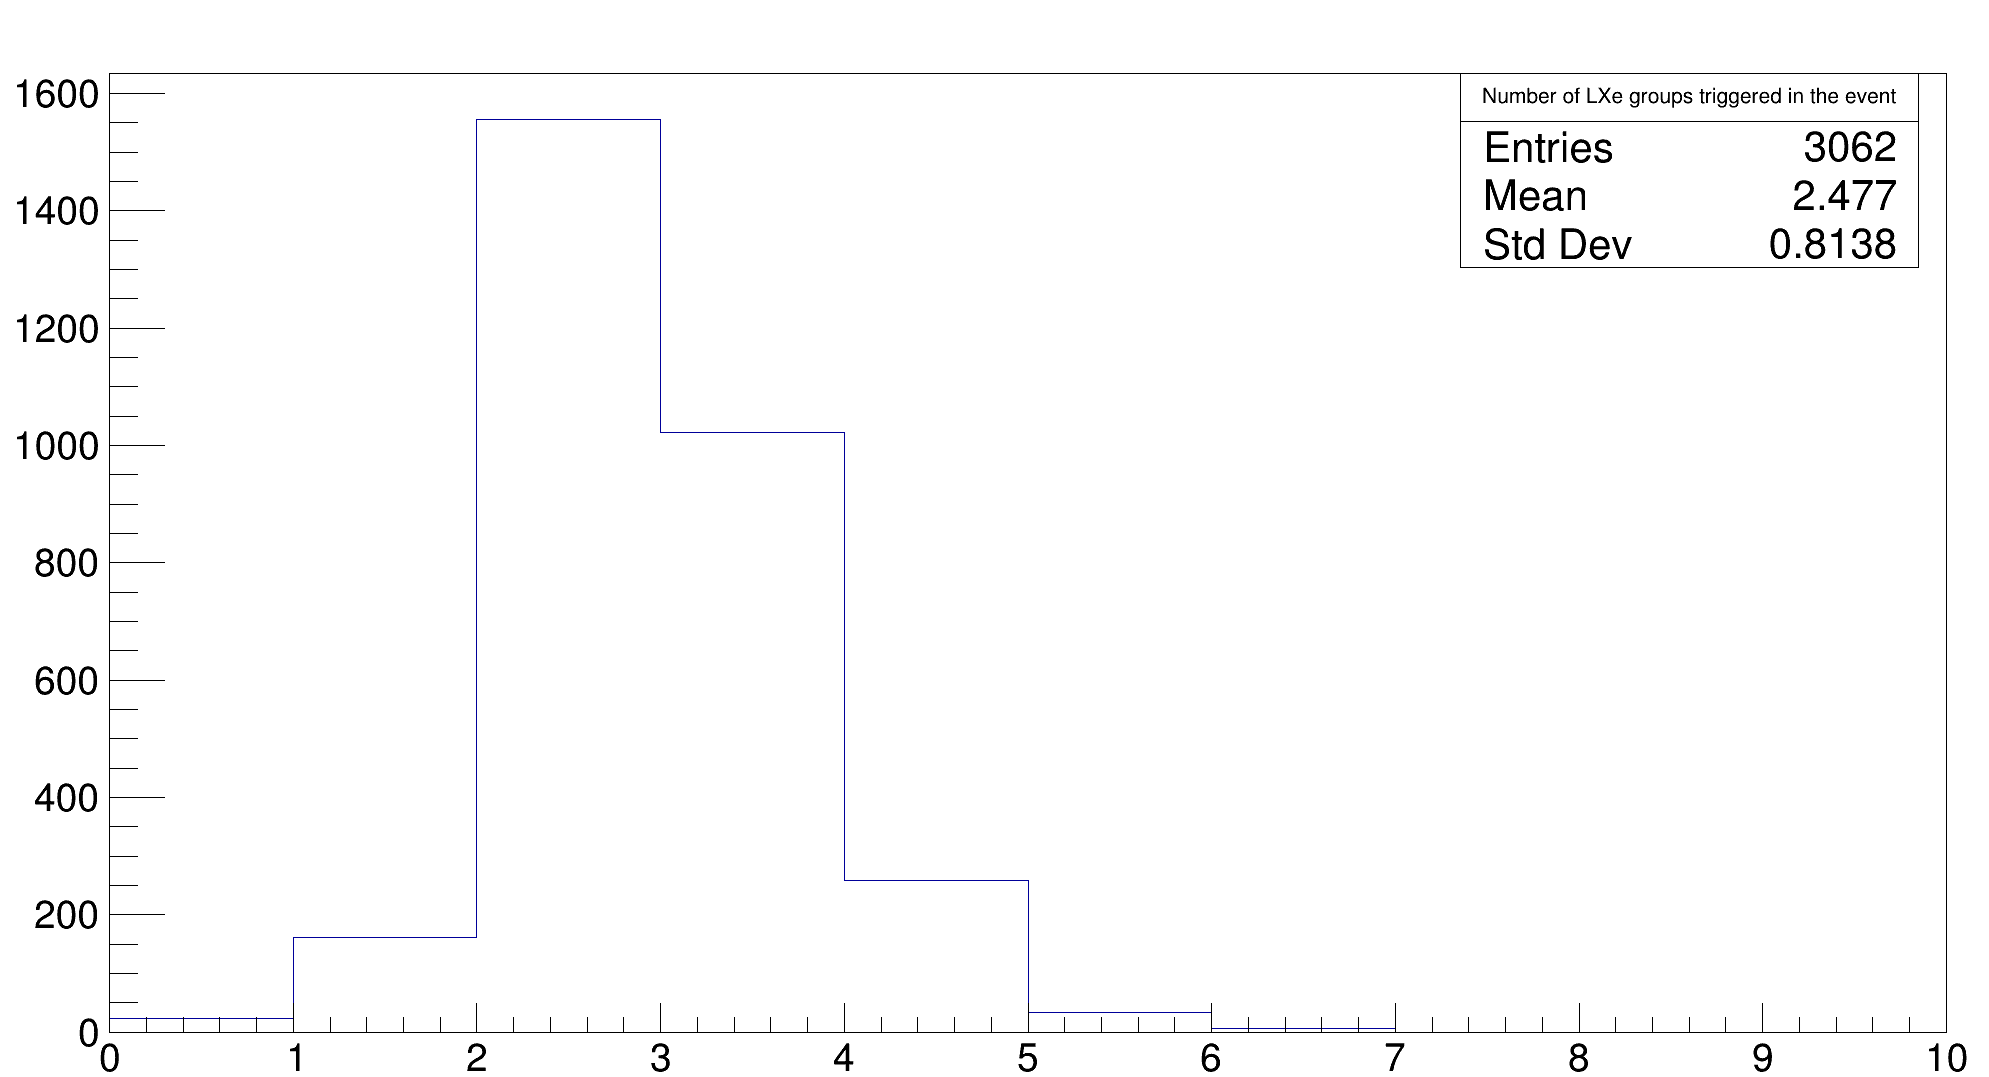 1600
1400
1200
1000
800
600
400
200
0
Number of LXe groups triggered in the event
Entries 3062
Mean 2.477
Std Dev 0.8138
0 1 2 3 4 5 6 7 8 9 10